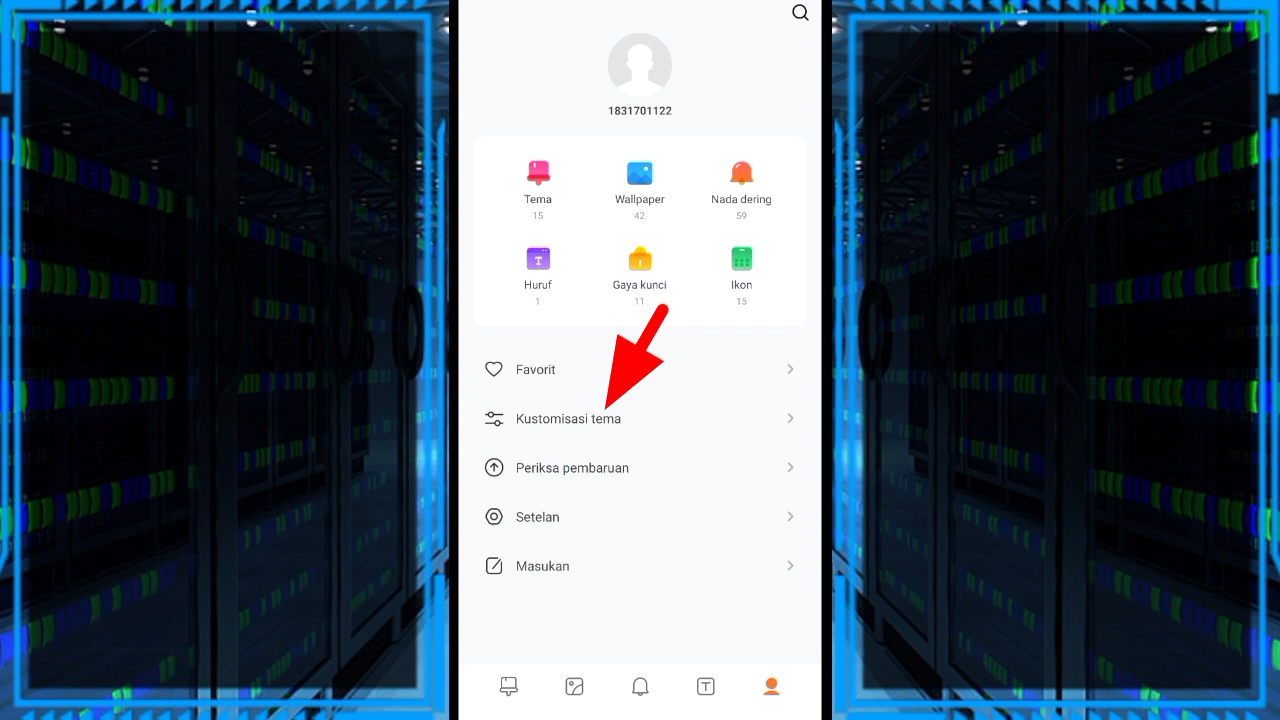 1831701122
Tema
Wallpaper
Nada dering
15
42
59
Huruf
Gaya kunci
Ikon
1
11
15
Favorit
Kustomisasi tema
Periksa pembaruan
Setelan
Masukan